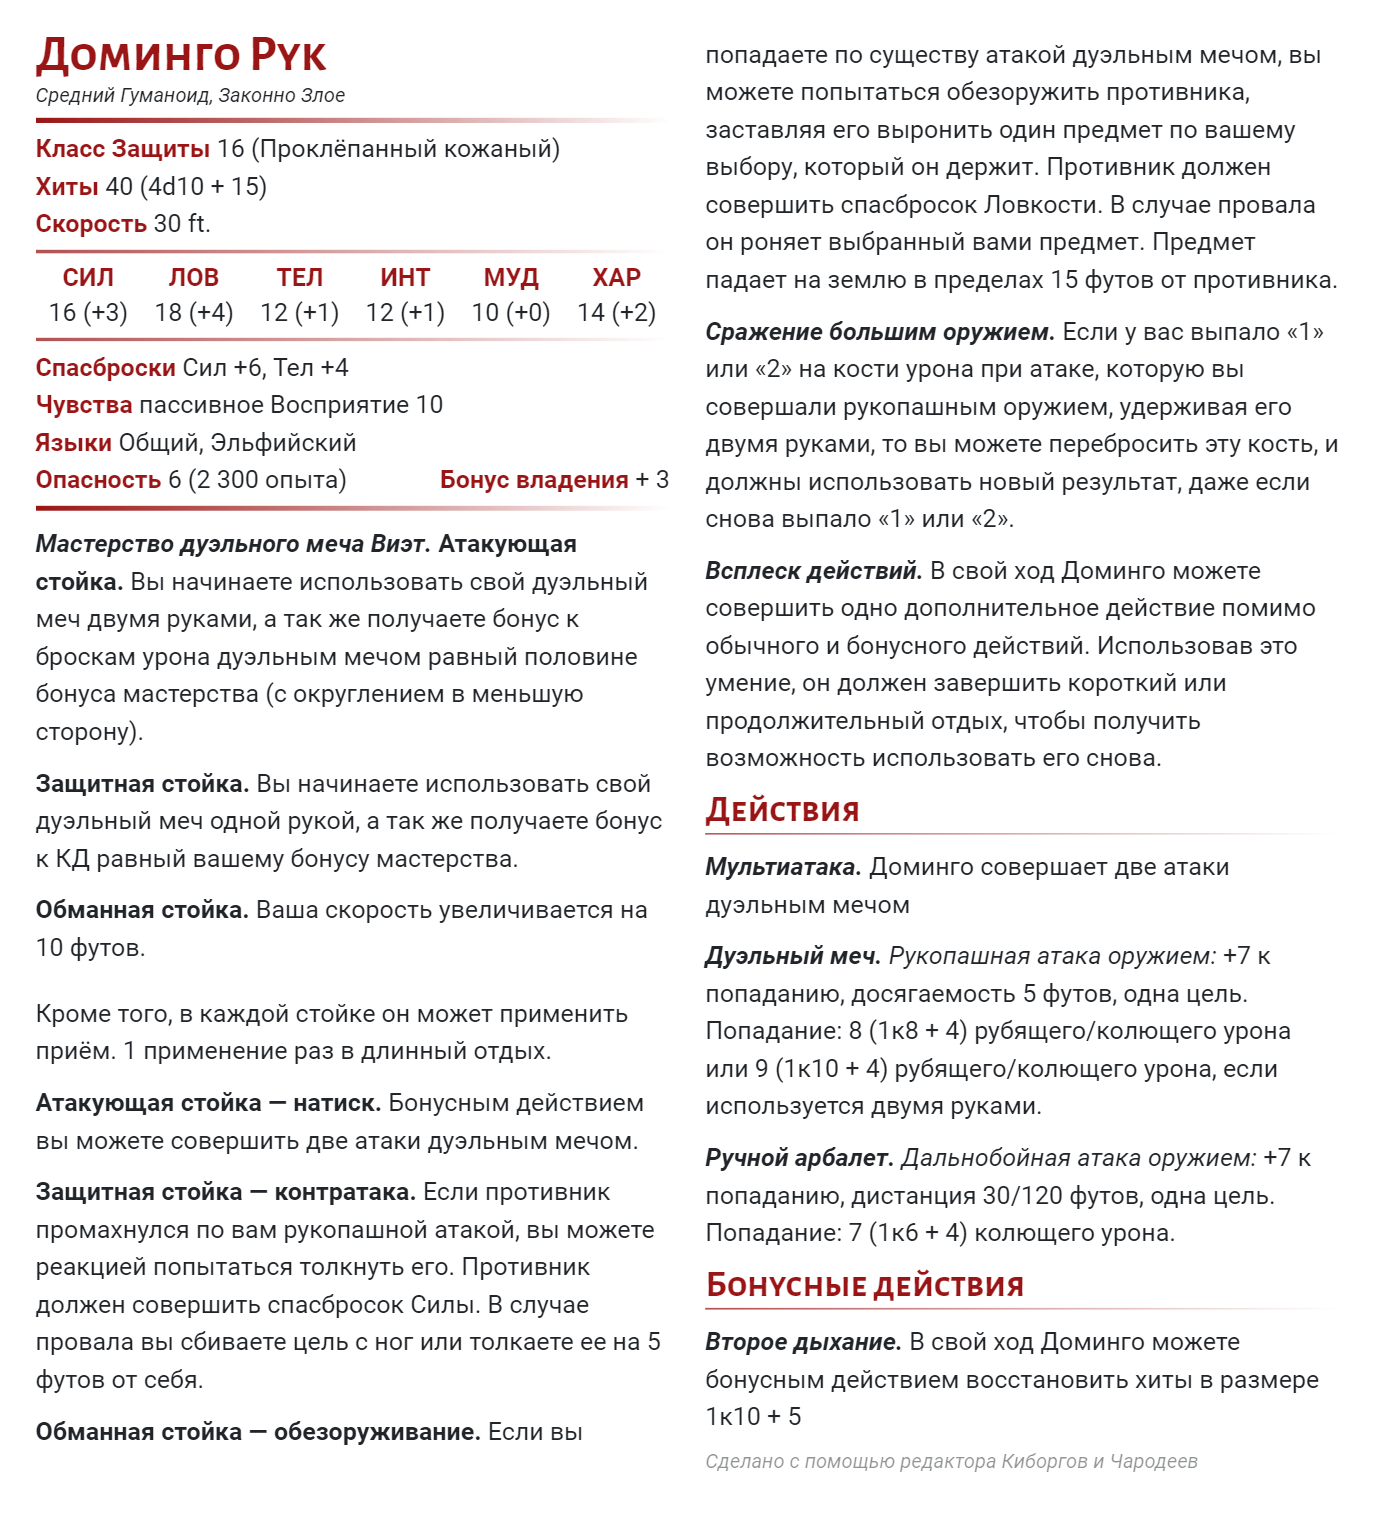 Доминго Рук
Средний Гуманоид, Законно Злое
Класс Защиты 16 (Проклёпанный кожаный)
Хиты 40 (4d10 + 15)
Скорость 30 ft.
СИЛ ЛОВ ТЕЛ ИНТ МУД ХАР
16 (+3) 18 (+4) 12 (+1) 12 (+1) 10 (+0) 14 (+2)
Спасброски Сил +6, Тел +4
Чувства пассивное Восприятие 10
Языки Общий, Эльфийский
Опасность 6 (2 300 опыта) Бонус владения + 3
Мастерство дуэльного меча Виэт. Атакующая
стойка. Вы начинаете использовать свой дуэльный
меч двумя руками, а так же получаете бонус к
броскам урона дуэльным мечом равный половине
бонуса мастерства (с округлением в меньшую
сторону).
Защитная стойка. Вы начинаете использовать свой
дуэльный меч одной рукой, а так же получаете бонус
к КД равный вашему бонусу мастерства.
Обманная стойка. Ваша скорость увеличивается на
10 футов.
Кроме того, в каждой стойке он может применить
приём. 1 применение раз в длинный отдых.
Атакующая стойка — натиск. Бонусным действием
вы можете совершить две атаки дуэльным мечом.
Защитная стойка — контратака. Если противник
промахнулся по вам рукопашной атакой, вы можете
реакцией попытаться толкнуть его. Противник
должен совершить спасбросок Силы. В случае
провала вы сбиваете цель с ног или толкаете ее на 5
футов от себя.
Обманная стойка — обезоруживание. Если вы
попадаете по существу атакой дуэльным мечом, вы
можете попытаться обезоружить противника,
заставляя его выронить один предмет по вашему
выбору, который он держит. Противник должен
совершить спасбросок Ловкости. В случае провала
он роняет выбранный вами предмет. Предмет
падает на землю в пределах 15 футов от противника.
Сражение большим оружием. Если у вас выпало «1»
или «2» на кости урона при атаке, которую вы
совершали рукопашным оружием, удерживая его
двумя руками, то вы можете перебросить эту кость, и
должны использовать новый результат, даже если
снова выпало «1» или «2».
Всплеск действий. В свой ход Доминго можете
совершить одно дополнительное действие помимо
обычного и бонусного действий. Использовав это
умение, он должен завершить короткий или
продолжительный отдых, чтобы получить
возможность использовать его снова.
Действия
Мультиатака. Доминго совершает две атаки
дуэльным мечом
Дуэльный меч. Рукопашная атака оружием: +7 к
попаданию, досягаемость 5 футов, одна цель.
Попадание: 8 (1к8 + 4) рубящего/колющего урона
или 9 (1к10 + 4) рубящего/колющего урона, если
используется двумя руками.
Ручной арбалет. Дальнобойная атака оружием: +7 к
попаданию, дистанция 30/120 футов, одна цель.
Попадание: 7 (1к6 + 4) колющего урона.
Бонусные действия
Второе дыхание. В свой ход Доминго можете
бонусным действием восстановить хиты в размере
1к10 + 5
Сделано с помощью редактора Киборгов и Чародеев